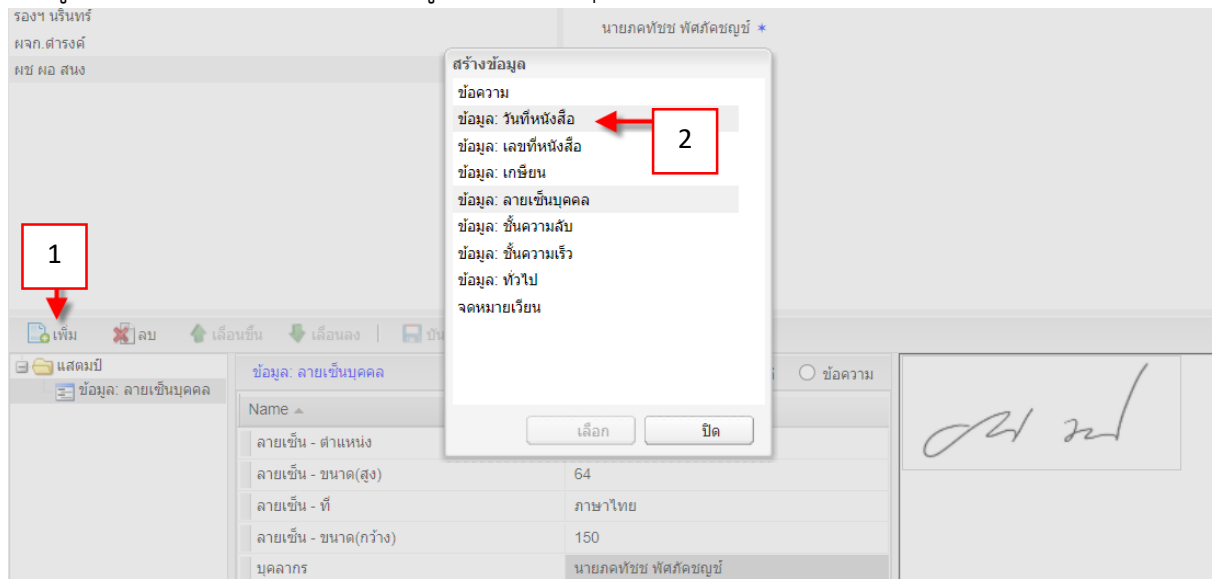 รองฯ นรินทร์
นายภคทัชช พัศภัคชญช์ *
ผจก.ดำรงค์
ผช ผอ สนง
สร้างข้อมูล
ข้อความ
ข้อมูล: วันที่หนังสือ
2
ข้อมูล: เลขที่หนังสือ
ข้อมูล: เกษียน
ข้อมูล: ลายเซ็นบุคคล
ข้อมูล: ชั้นความลับ
ข้อมูล: ชั้นความเร็ว
ข้อมูล: ทั่วไป
จดหมายเวียน
เลือก ปิด
1
เพิ่ม ลบ เลื่อนขึ้น เลื่อนลง
แสตมป์
ข้อมูล: ลายเซ็นบุคคล
ข้อมูล: ลายเซ็นบุคคล ข้อความ
Name
ลายเซ็น - ตำแหน่ง
ลายเซ็น - ขนาด(สูง) 64
ลายเซ็น - ที่ ภาษาไทย
ลายเซ็น - ขนาด(กว้าง) 150
บุคลากร นายภคทัชช พัศภัคชญช์